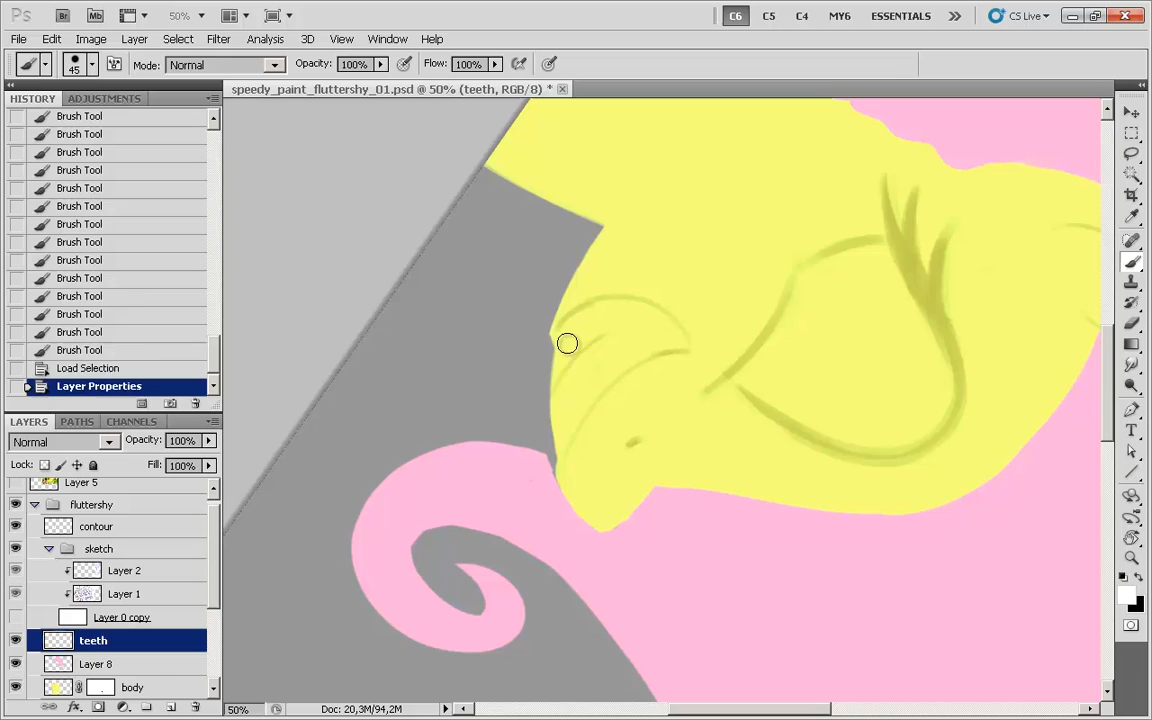 Ps Br Mb 50% C6 C5 C4 MY6 ESSENTIALS CS Live
File Edit Image Layer Select Filter Analysis 3D View Window Help
45 Mode: Normal Opacity: 100% Flow: 100%
HISTORY ADJUSTMENTS
speedy_paint_fluttershy_01.psd @ 50% (teeth, RGB/8) *
Brush Tool
Brush Tool
Brush Tool
Brush Tool
Brush Tool
Brush Tool
Brush Tool
Brush Tool
Brush Tool
Brush Tool
Brush Tool
Brush Tool
Brush Tool
Brush Tool
Load Selection
Layer Properties
LAYERS PATHS CHANNELS
Normal Opacity: 100%
Lock: Fill: 100%
Layer 5
fluttershy
contour
sketch
Layer 2
Layer 1
Layer 0 copy
teeth
Layer 8
body
50% Doc: 20,3M/94,2M